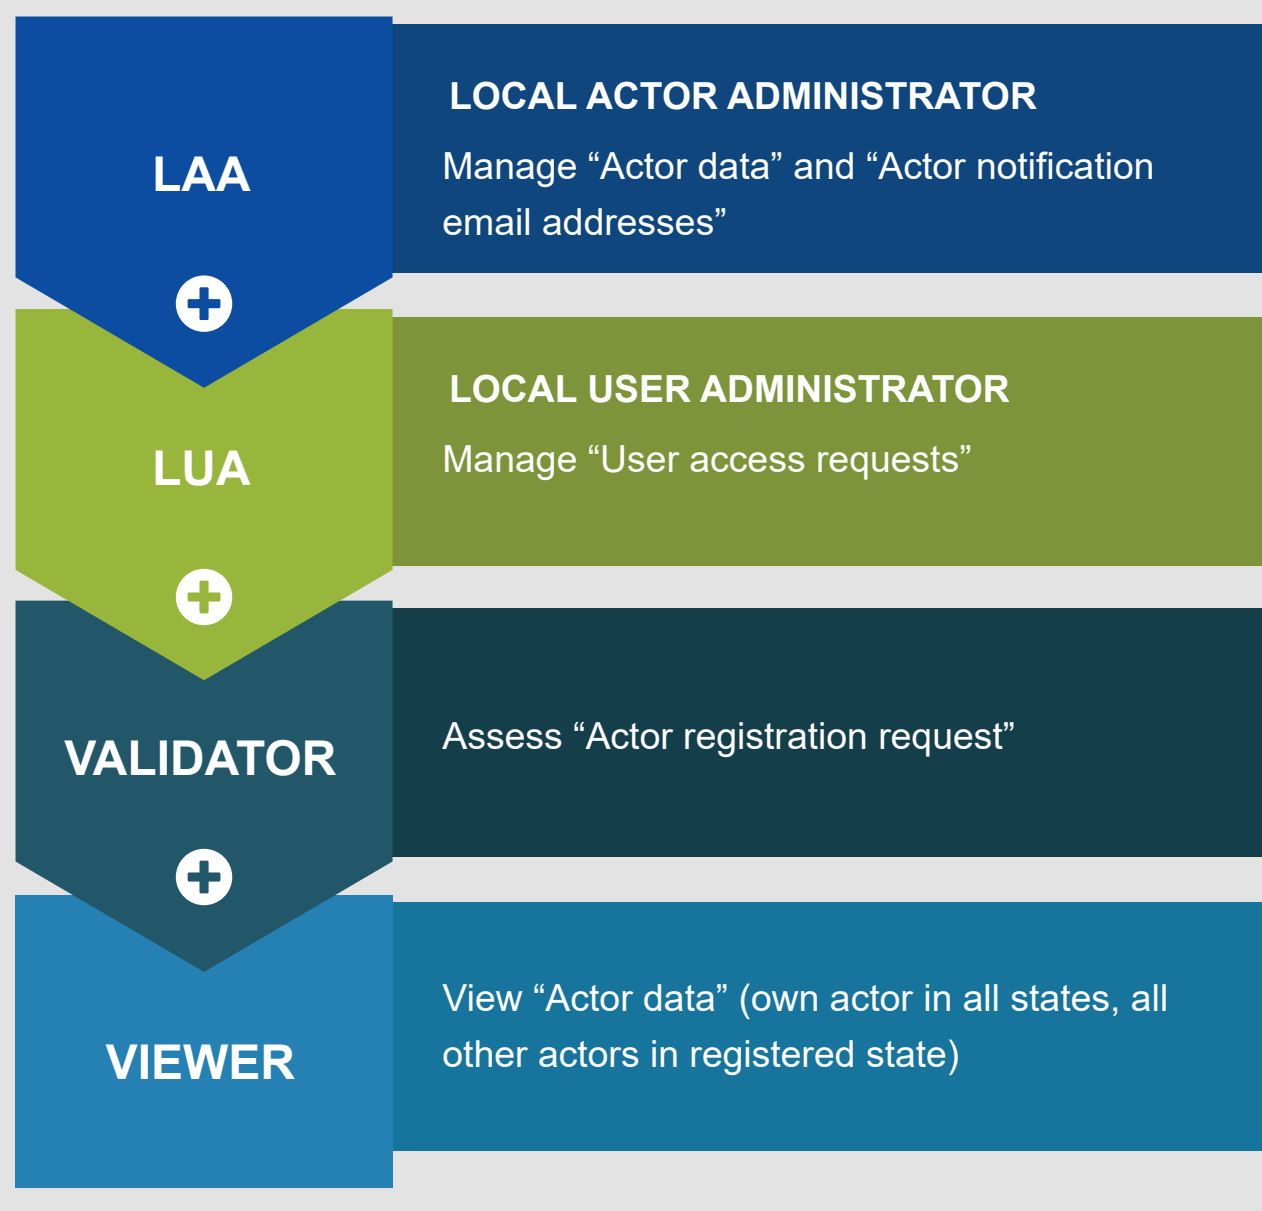 LAA
LOCAL ACTOR ADMINISTRATOR
Manage “Actor data” and “Actor notification
email addresses”
LUA
LOCAL USER ADMINISTRATOR
Manage “User access requests”
VALIDATOR
Assess “Actor registration request”
VIEWER
View “Actor data” (own actor in all states, all
other actors in registered state)